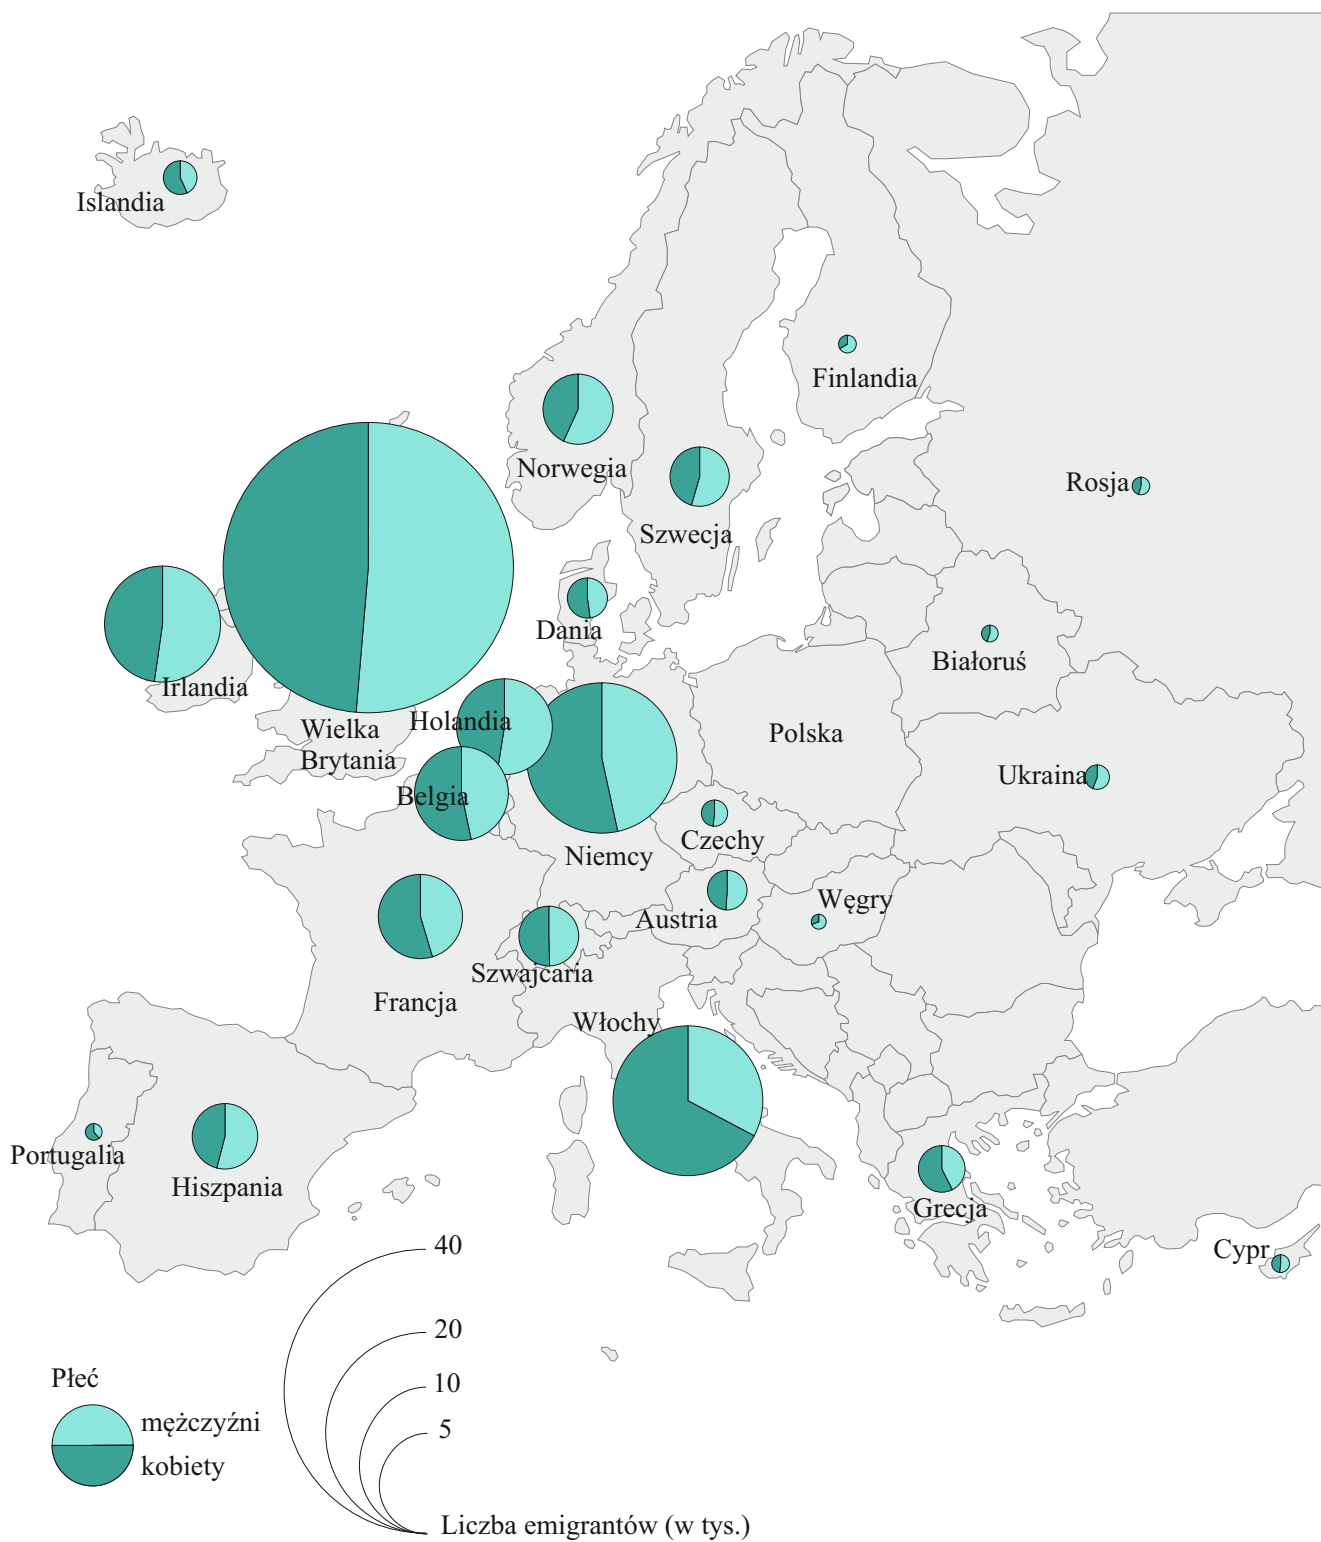 Islandia
Finlandia
Norwegia
Rosja
Szwecja
Dania
Białoruś
Irlandia
Wielka
Brytania
Holandia
Polska
Ukraina
Belgia
Czechy
Niemcy
Węgry
Austria
Szwajcaria
Francja
Włochy
Portugalia
Hiszpania
Grecja
Cypr
40
20
10
5
Płeć
mężczyźni
kobiety
Liczba emigrantów (w tys.)